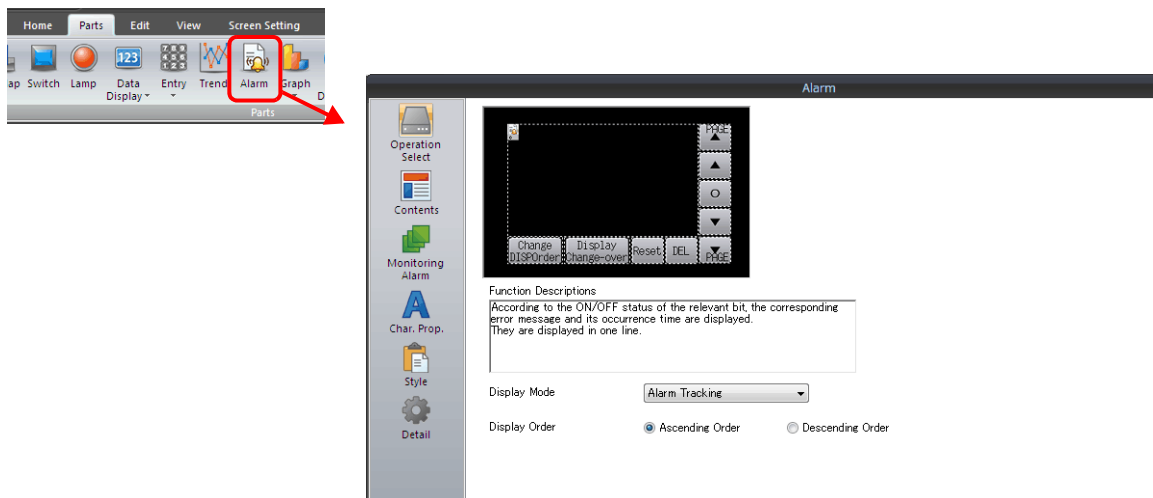 Home Parts Edit View Screen Setting
ap Switch Lamp Data Entry Trend Alarm Graph
Display D
Parts
Alarm
Operation
Select
Contents
Monitoring
Alarm
Char. Prop.
Style
Detail
PAGE
O
Change Display Reset DEL PAGE
DISPOrder Change-over
Function Descriptions
According to the ON/OFF status of the relevant bit, the corresponding
error message and its occurrence time are displayed.
They are displayed in one line.
Display Mode Alarm Tracking
Display Order Ascending Order Descending Order